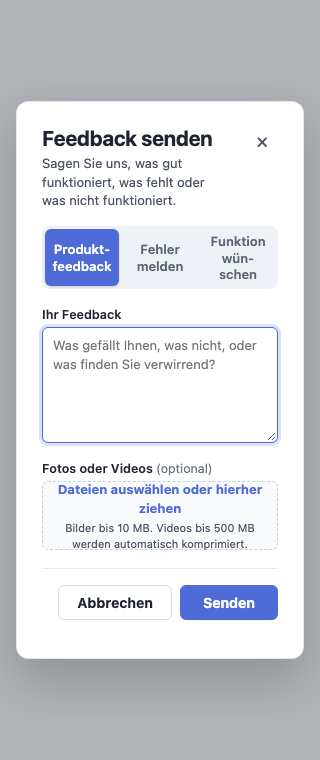 Feedback senden
×
Sagen Sie uns, was gut
funktioniert, was fehlt oder
was nicht funktioniert.
Produkt-
feedback
Fehler
melden
Funktion
wün-
schen
Ihr Feedback
Was gefällt Ihnen, was nicht, oder
was finden Sie verwirrend?
Fotos oder Videos (optional)
Dateien auswählen oder hierher
ziehen
Bilder bis 10 MB. Videos bis 500 MB
werden automatisch komprimiert.
Abbrechen
Senden